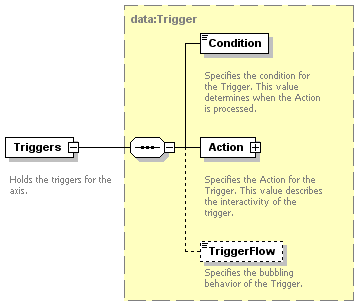 data:Trigger
Condition
Specifies the condition for
the Trigger. This value
determines when the Action
is processed.
Triggers
Holds the triggers for the
axis.
Action
Specifies the Action for the
Trigger. This value describes
the interactivity of the
trigger.
TriggerFlow
Specifies the bubbling
behavior of the Trigger.